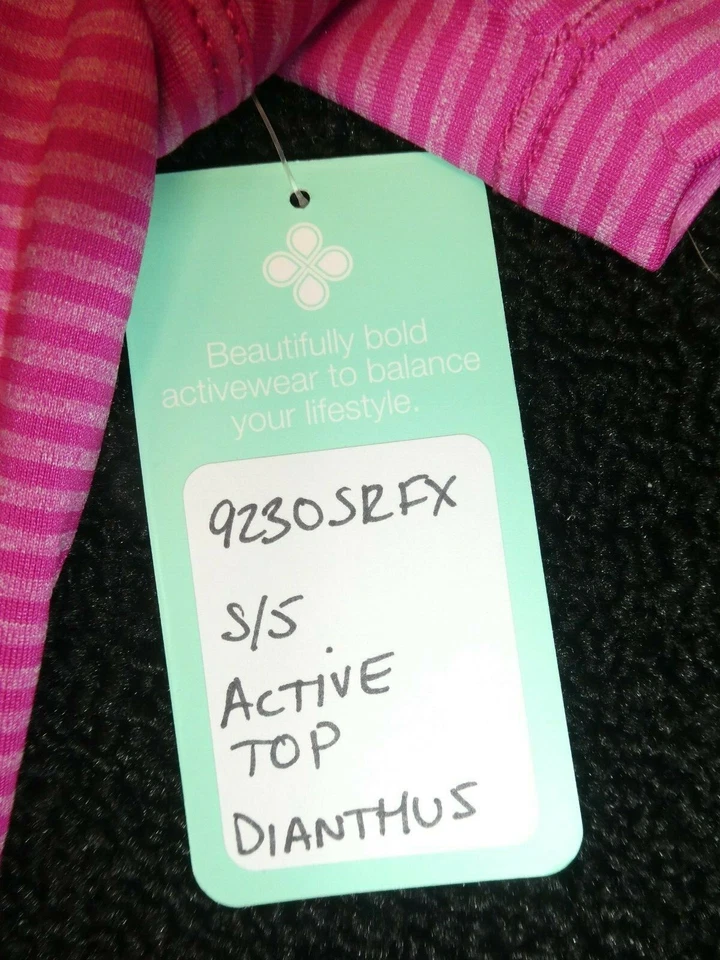 Beautifully bold
activewear to balance
your lifestyle.
9230SRFX
S/S
ACTIVE
TOP
DIANTHUS